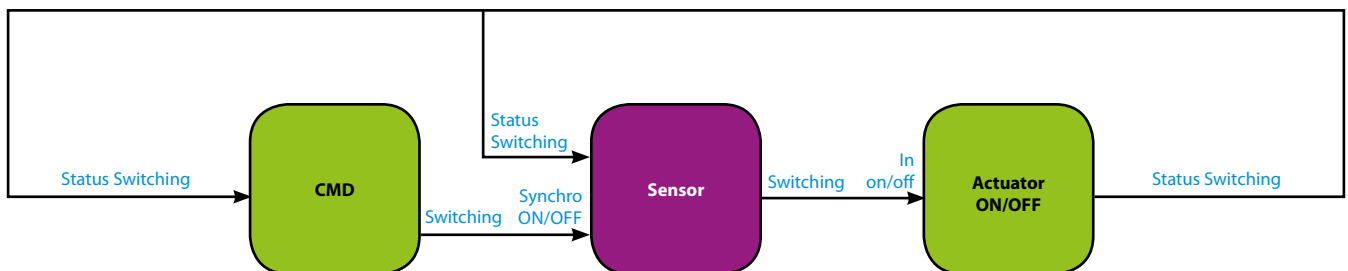 Status Switching
CMD
Switching
Status
Switching
Synchro
ON/OFF
Sensor
Switching
In
on/off
Actuator
ON/OFF
Status Switching